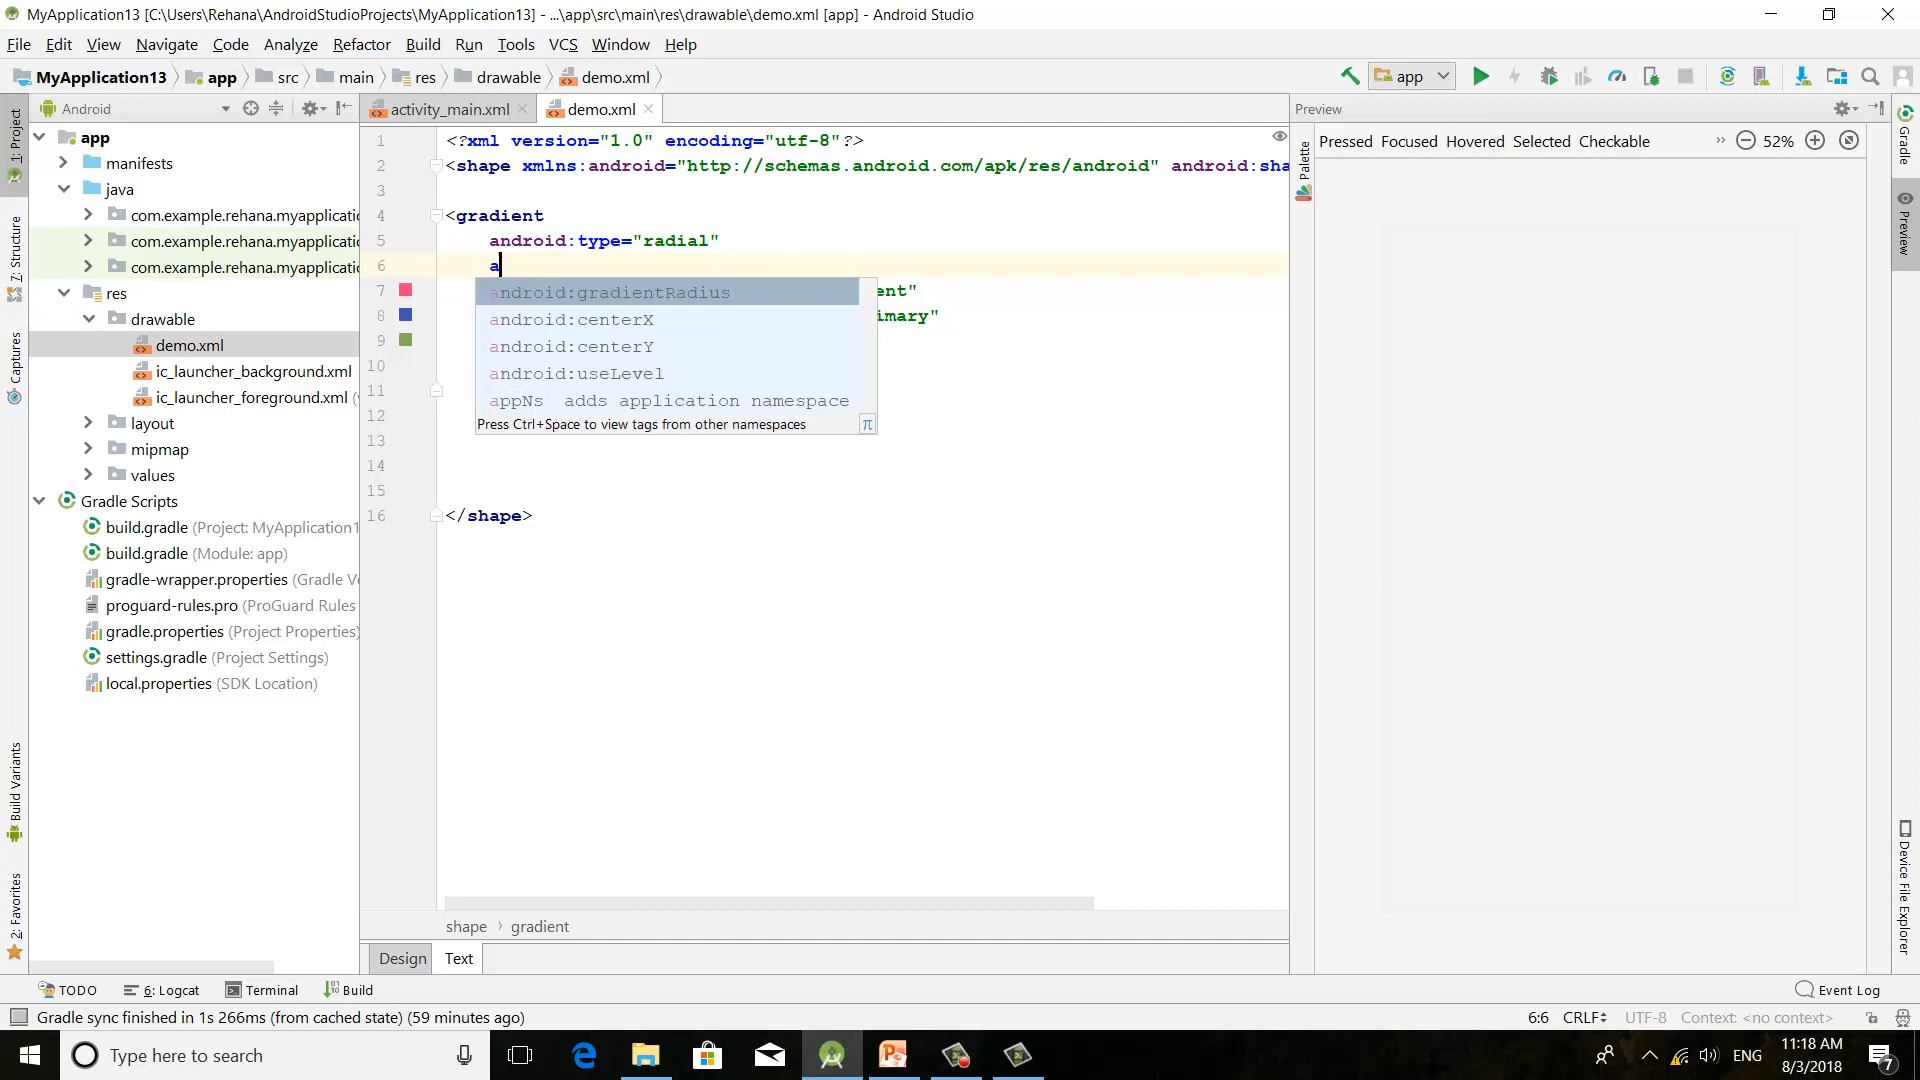 MyApplication13 [C:\Users\Rehana\AndroidStudioProjects\MyApplication13] - ...\app\src\main\res\drawable\demo.xml [app] - Android Studio
File Edit View Navigate Code Analyze Refactor Build Run Tools VCS Window Help
MyApplication13 app src main res drawable demo.xml
app
Android
activity_main.xml
demo.xml
Preview
1: Project
7: Structure
Captures
Build Variants
2: Favorites
app
manifests
java
com.example.rehana.myapplicatic
com.example.rehana.myapplicatic
com.example.rehana.myapplicatic
res
drawable
demo.xml
ic_launcher_background.xml
ic_launcher_foreground.xml (
layout
mipmap
values
Gradle Scripts
build.gradle (Project: MyApplication1
build.gradle (Module: app)
gradle-wrapper.properties (Gradle Ve
proguard-rules.pro (ProGuard Rules
gradle.properties (Project Properties)
settings.gradle (Project Settings)
local.properties (SDK Location)
1 <?xml version="1.0" encoding="utf-8"?>
2 <shape xmlns:android="http://schemas.android.com/apk/res/android" android:sha
3
4 <gradient
5 android:type="radial"
6 a
7 ent"
8 imary"
9
10
11
12
13
14
15
16 </shape>
android:gradientRadius
android:centerX
android:centerY
android:useLevel
appNs adds application namespace
Press Ctrl+Space to view tags from other namespaces π
shape gradient
Design Text
Palette
Pressed Focused Hovered Selected Checkable 52%
Gradle
Preview
Device File Explorer
TODO 6: Logcat Terminal Build Event Log
Gradle sync finished in 1s 266ms (from cached state) (59 minutes ago) 6:6 CRLF UTF-8 Context: <no context>
Type here to search
ENG
11:18 AM
8/3/2018
7